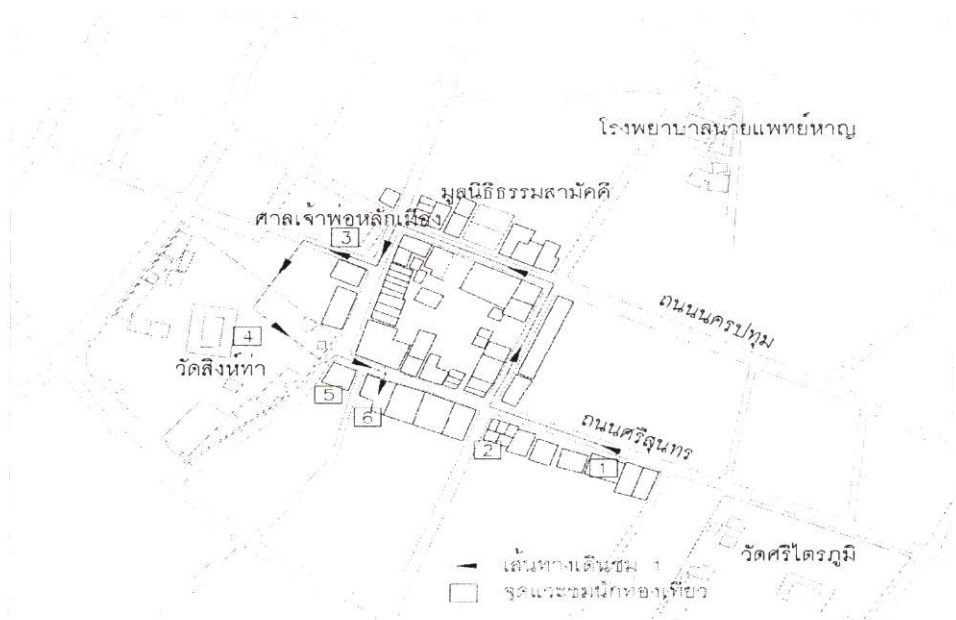 โรงพยาบาลนายแพทย์หาญ
มูลนิธิธรรมสามัคคี
ศาลเจ้าพ่อหลักเมือง
3
ถนนนครปทุม
4
วัดสิงห์ท่า
5
6
2
ถนนศรีสุนทร
1
วัดศรีไตรภูมิ
เส้นทางเดินชม 1
จุดแวะชมนักท่องเที่ยว